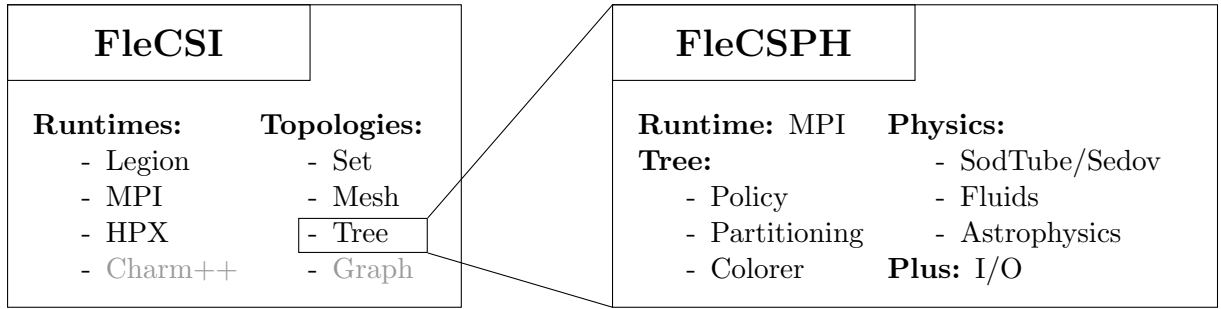 FleCSI
Runtimes:
- Legion
- MPI
- HPX
- Charm++
Topologies:
- Set
- Mesh
- Tree
- Graph
FleCSPH
Runtime: MPI
Tree:
- Policy
- Partitioning
- Colorer
Physics:
- SodTube/Sedov
- Fluids
- Astrophysics
Plus: I/O